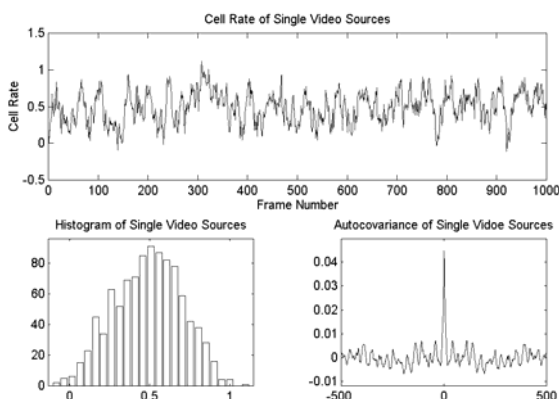 Cell Rate of Single Video Sources
1.5
1
0.5
0
-0.5
Cell Rate
0 100 200 300 400 500 600 700 800 900 1000
Frame Number
Histogram of Single Video Sources
80
60
40
20
0
0 0.5 1
Autocovariance of Single Vidoe Sources
0.04
0.03
0.02
0.01
0
-0.01
-500 0 500